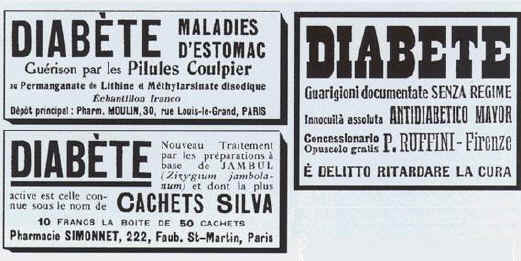 DIABÈTE MALADIES D'ESTOMAC
Guérison par les Pilules Coulpier
au Permanganate de Lithine et Méthylarsinate disodique
Échantillon franco
Dépôt principal : Pharm. MOULIN, 30, rue Louis-le-Grand, PARIS
DIABÈTE Nouveau Traitement
par les préparations à
base de JAMBUL
(Zizygium jambola-
num) et dont la plus
active est celle con-
nue sous le nom de CACHETS SILVA
10 FRANCS LA BOITE DE 50 CACHETS
Pharmacie SIMONNET, 222, Faub. St-Martin, Paris
DIABETE
Guarigioni documentate SENZA REGIME
Innocuità assoluta ANTIDIABETICO MAYOR
Concessionario
Opuscolo gratis P. RUFFINI - Firenze
È DELITTO RITARDARE LA CURA